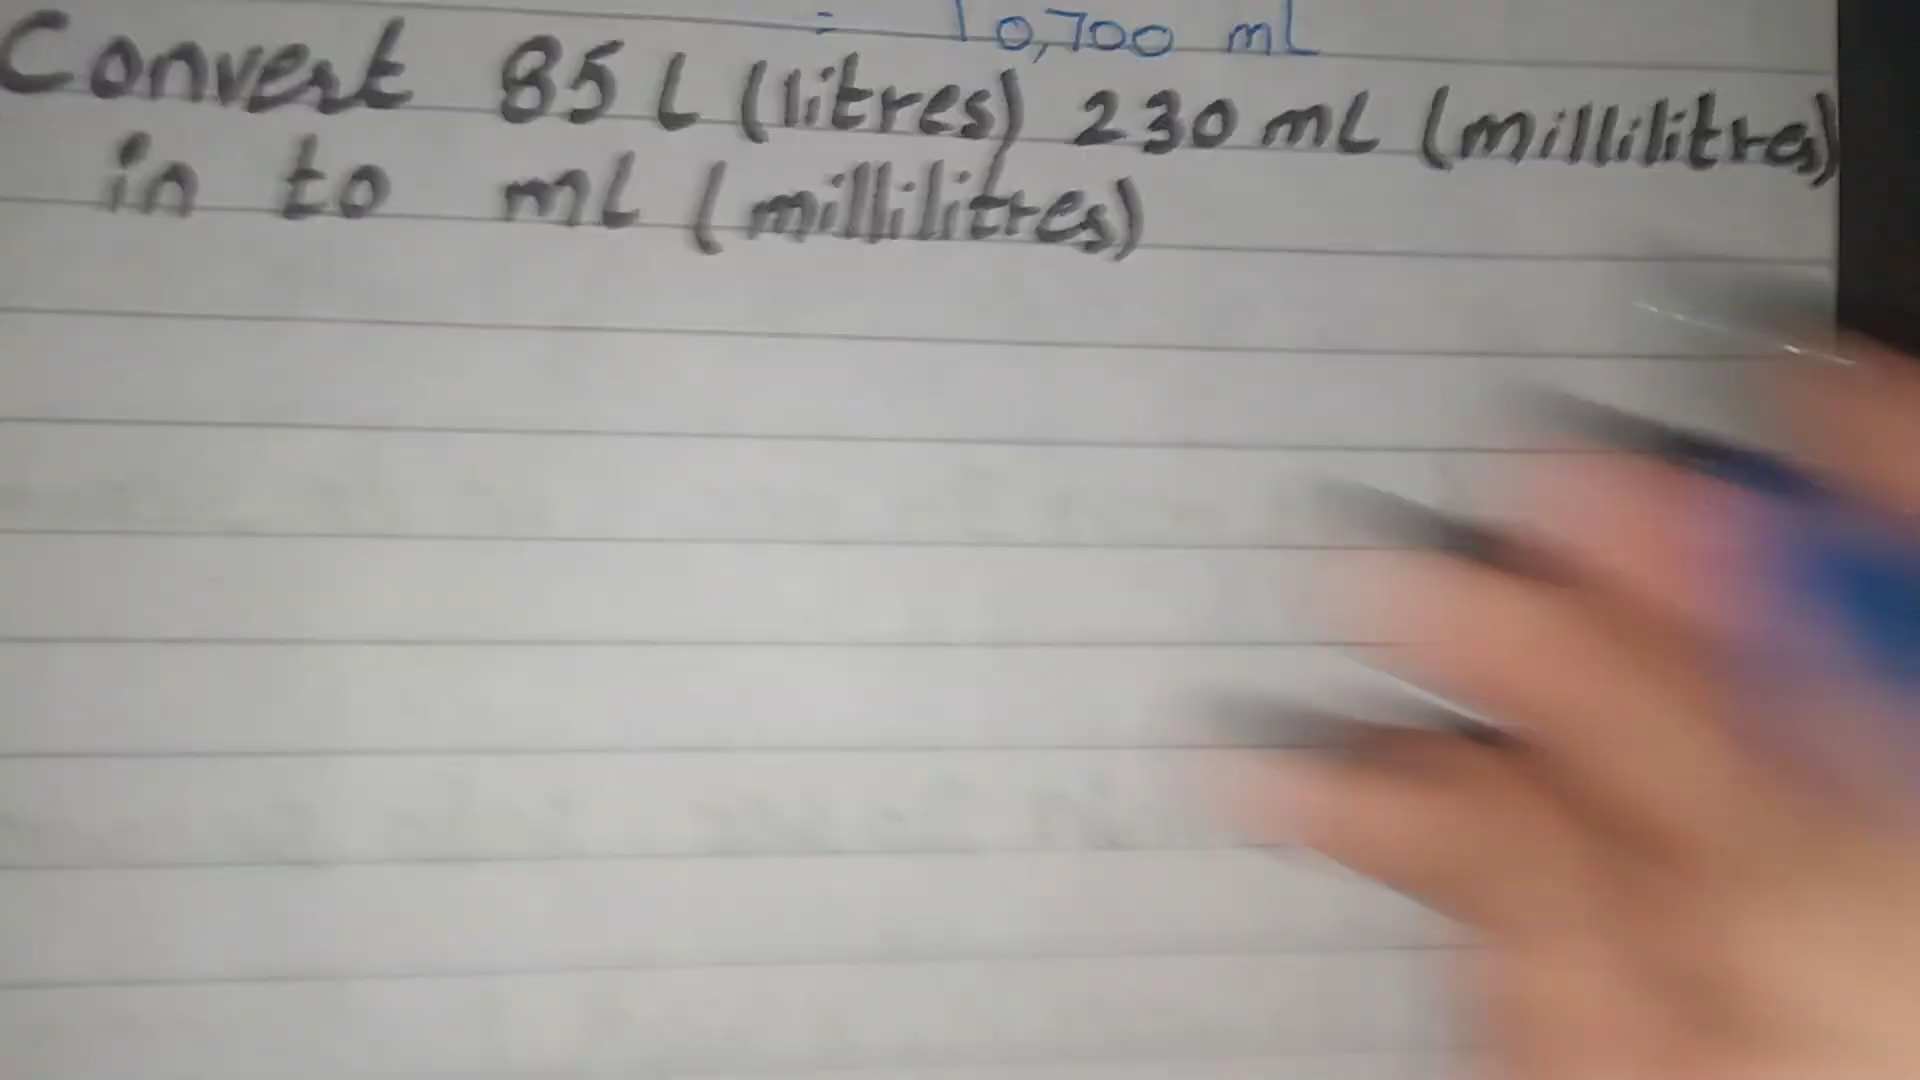 = 10,700 ml
Convert 85 L (litres) 230 mL (millilitres)
in to mL (millilitres)